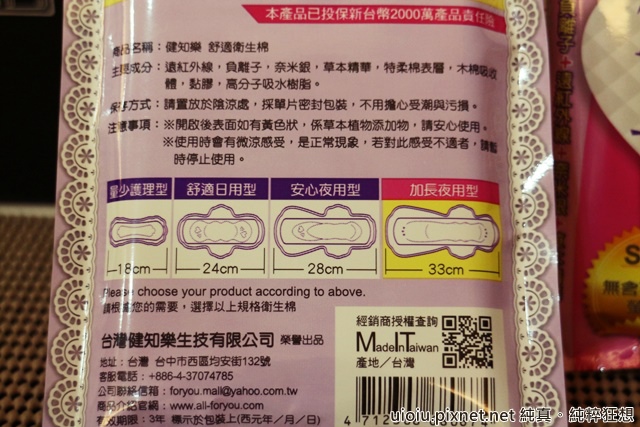 本產品已投保新台幣2000萬產品責任險
商品名稱：健知樂 舒適衛生棉
主要成分：遠紅外線，負離子，奈米銀，草本精華，特柔棉表層，木棉吸收
體，黏膠，高分子吸水樹脂。
保存方式：請置放於陰涼處，採單片密封包裝，不用擔心受潮與污損。
注意事項：※開啟後表面如有黃色狀，係草本植物添加物，請安心使用。
※使用時會有微涼感受，是正常現象，若對此感受不適者，請暫
時停止使用。
量少護理型 舒適日用型 安心夜用型 加長夜用型
18cm 24cm 28cm 33cm
Please choose your product according to above.
請根據您的需要，選擇以上規格衛生棉
台灣健知樂生技有限公司 榮譽出品
地址：台灣 台中市西區均安街132號
客服電話：+886-4-37074785
公司聯絡信箱：foryou.mail@yahoo.com.tw
商品介紹官網：www.all-foryou.com
有效期限：3年 標示於包裝上(西元年／月／日)
經銷商授權查詢
Made In Taiwan
產地／台灣
4 712
無含
uioiu.pixnet.net 純真。純粹狂想